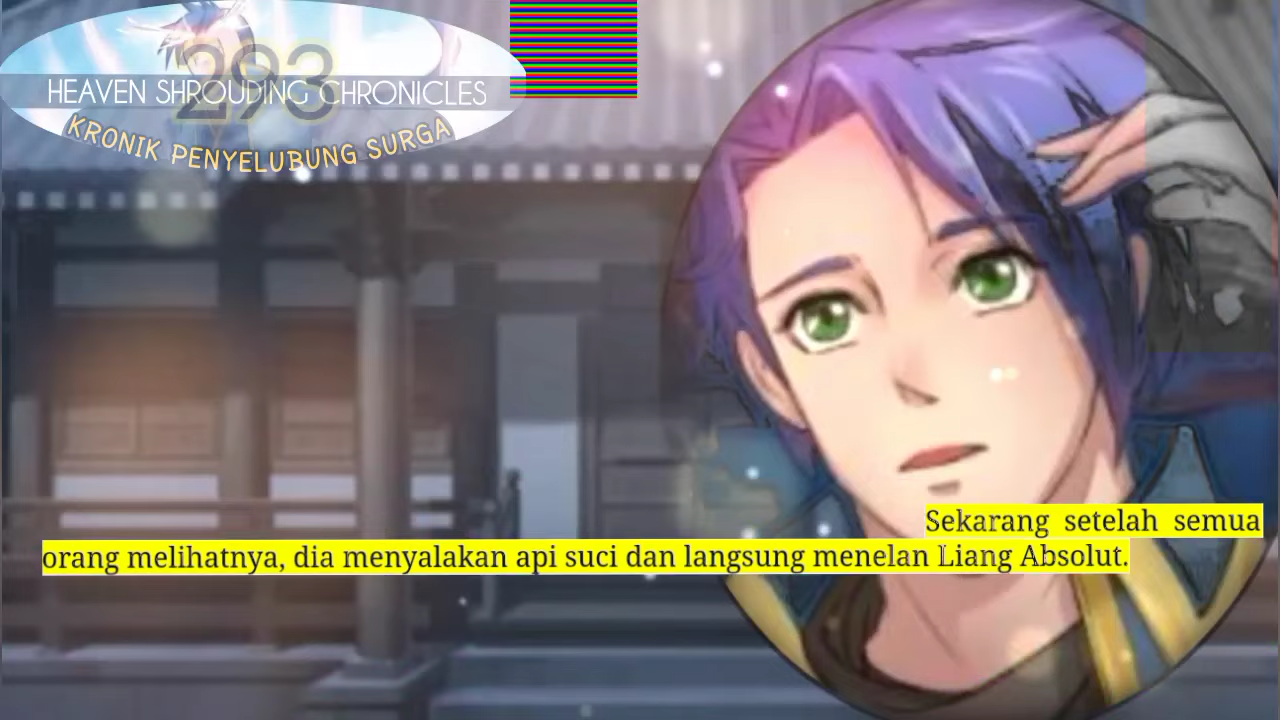 293
HEAVEN SHROUDING CHRONICLES
KRONIK PENYELUBUNG SURGA
Sekarang setelah semua
orang melihatnya, dia menyalakan api suci dan langsung menelan Liang Absolut.